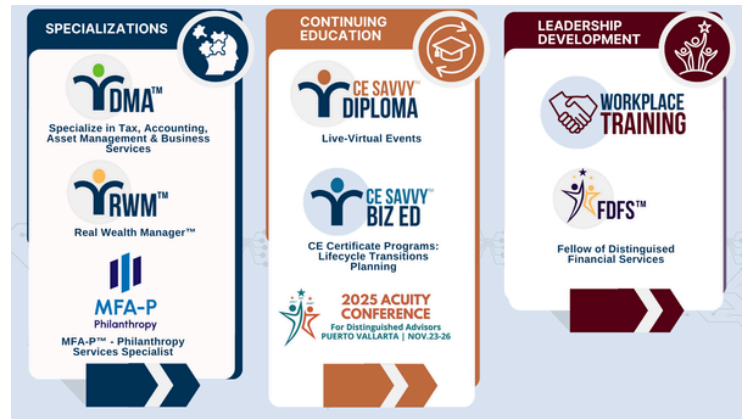 SPECIALIZATIONS
DMA™
Specialize in Tax, Accounting,
Asset Management & Business
Services
RWM™
Real Wealth Manager™
MFA-P
Philanthropy
MFA-P™ - Philanthropy
Services Specialist
CONTINUING
EDUCATION
CE SAVVY™
DIPLOMA
Live-Virtual Events
CE SAVVY™
BIZ ED
CE Certificate Programs:
Lifecycle Transitions
Planning
2025 ACUITY
CONFERENCE
For Distinguished Advisors
PUERTO VALLARTA | NOV.23-26
LEADERSHIP
DEVELOPMENT
WORKPLACE
TRAINING
FDFS™
Fellow of Distinguised
Financial Services